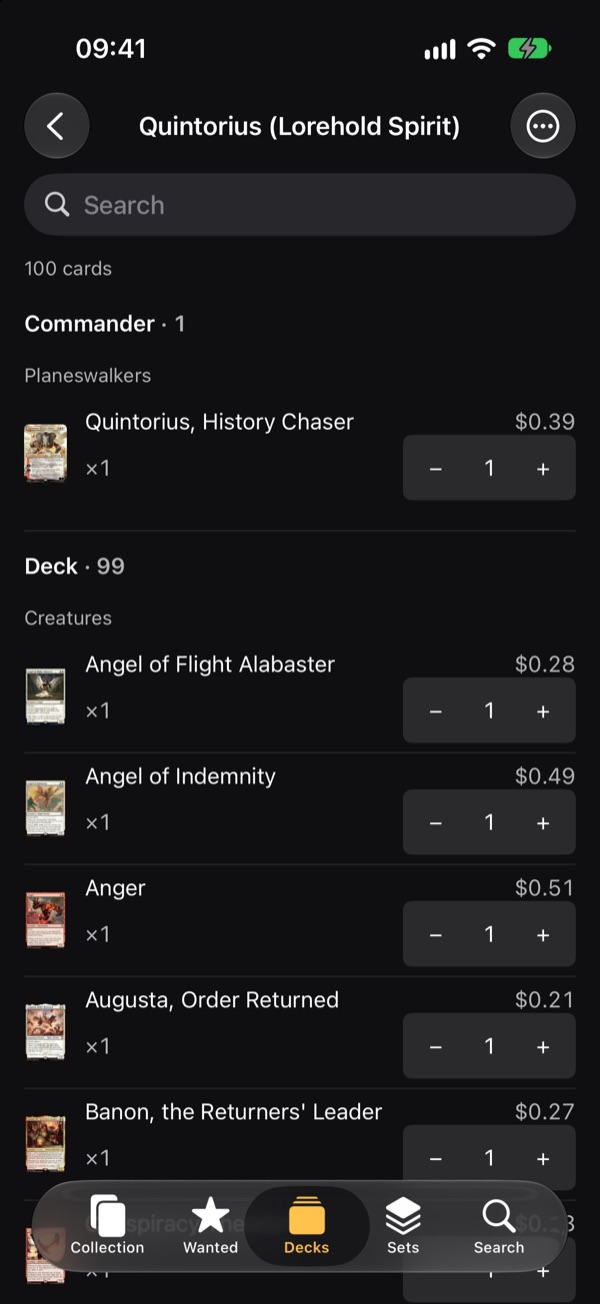 09:41
Quintorius (Lorehold Spirit)
Search
100 cards
Commander · 1
Planeswalkers
Quintorius, History Chaser $0.39
×1 − 1 +
Deck · 99
Creatures
Angel of Flight Alabaster $0.28
×1 − 1 +
Angel of Indemnity $0.49
×1 − 1 +
Anger $0.51
×1 − 1 +
Augusta, Order Returned $0.21
×1 − 1 +
Banon, the Returners' Leader $0.27
×1 − 1 +
Collection Wanted Decks Sets Search